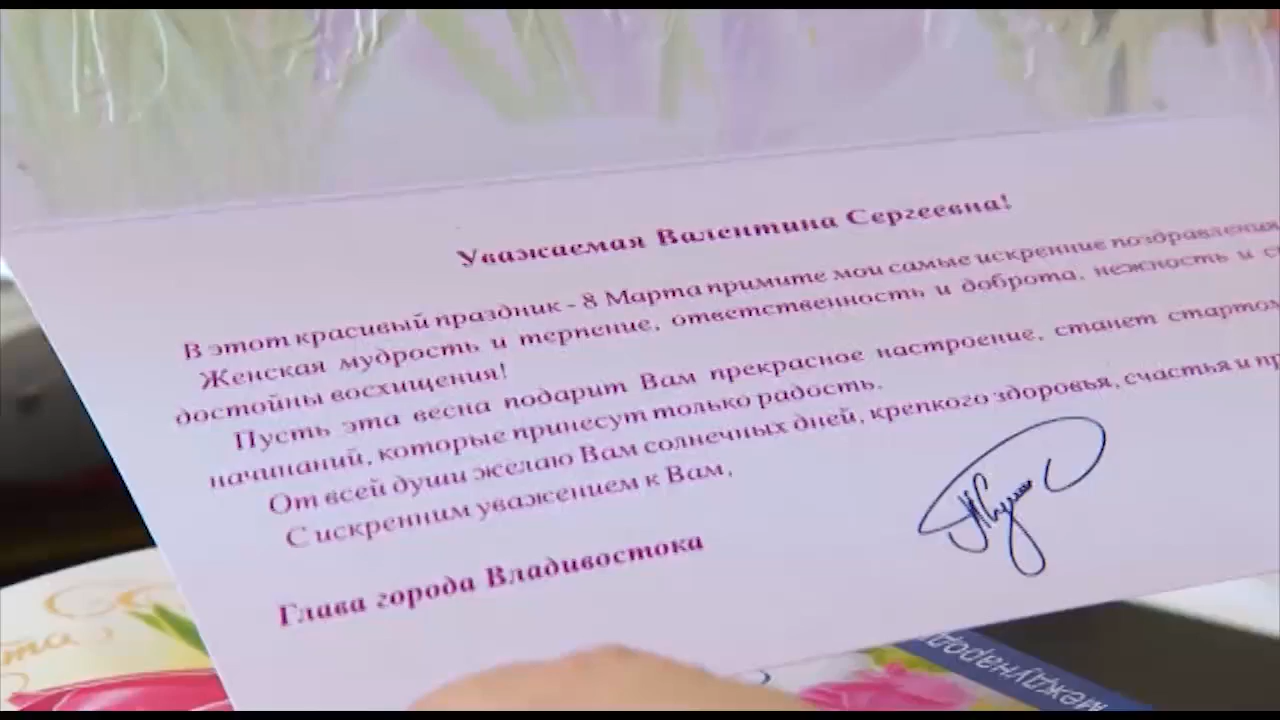 Уважаемая Валентина Сергеевна!
В этот красивый праздник - 8 Марта примите мои самые искренние поздравления
Женская мудрость и терпение, ответственность и доброта, нежность и
достойны восхищения!
Пусть эта весна подарит Вам прекрасное настроение, станет стартом
начинаний, которые принесут только радость.
От всей души желаю Вам солнечных дней, крепкого здоровья, счастья и
С искренним уважением к Вам,
Глава города Владивостока